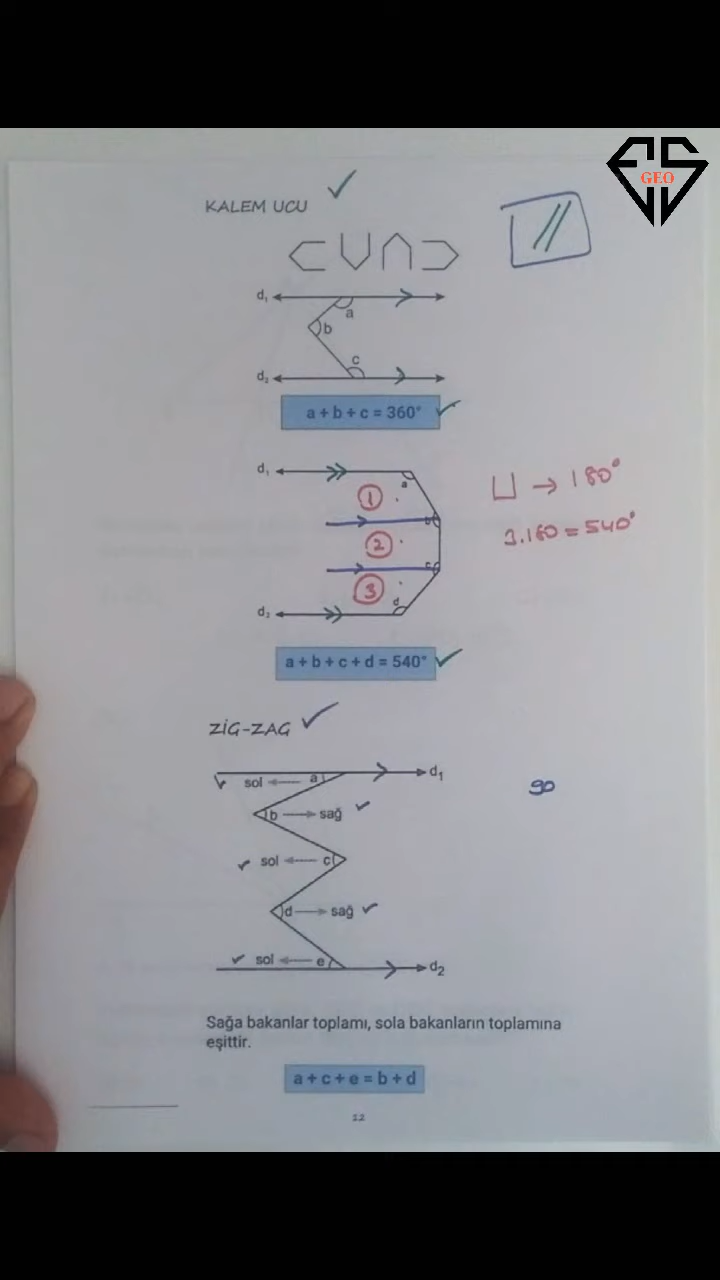 GEO
KALEM UCU
d₁
a
b
c
d₂
a + b + c = 360°
d₁
a
1
b
2
c
3
d
d₂
⊔ → 180°
3.180 = 540°
a + b + c + d = 540°
ZİG-ZAG
sol a d₁
b sağ
90
sol c
d sağ
sol e d₂
Sağa bakanlar toplamı, sola bakanların toplamına
eşittir.
a + c + e = b + d
12